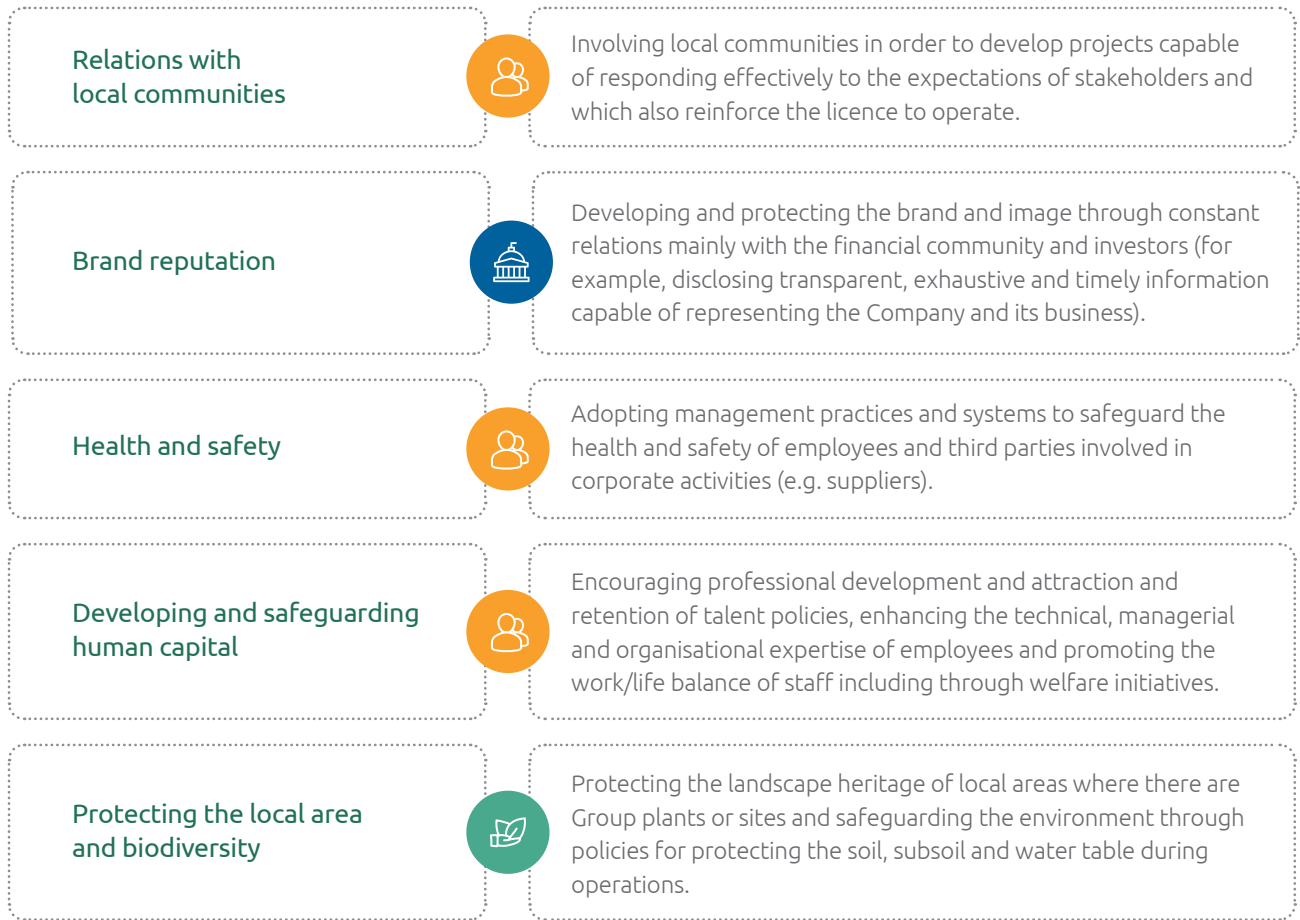 Relations with
local communities
Involving local communities in order to develop projects capable
of responding effectively to the expectations of stakeholders and
which also reinforce the licence to operate.
Brand reputation
Developing and protecting the brand and image through constant
relations mainly with the financial community and investors (for
example, disclosing transparent, exhaustive and timely information
capable of representing the Company and its business).
Health and safety
Adopting management practices and systems to safeguard the
health and safety of employees and third parties involved in
corporate activities (e.g. suppliers).
Developing and safeguarding
human capital
Encouraging professional development and attraction and
retention of talent policies, enhancing the technical, managerial
and organisational expertise of employees and promoting the
work/life balance of staff including through welfare initiatives.
Protecting the local area
and biodiversity
Protecting the landscape heritage of local areas where there are
Group plants or sites and safeguarding the environment through
policies for protecting the soil, subsoil and water table during
operations.